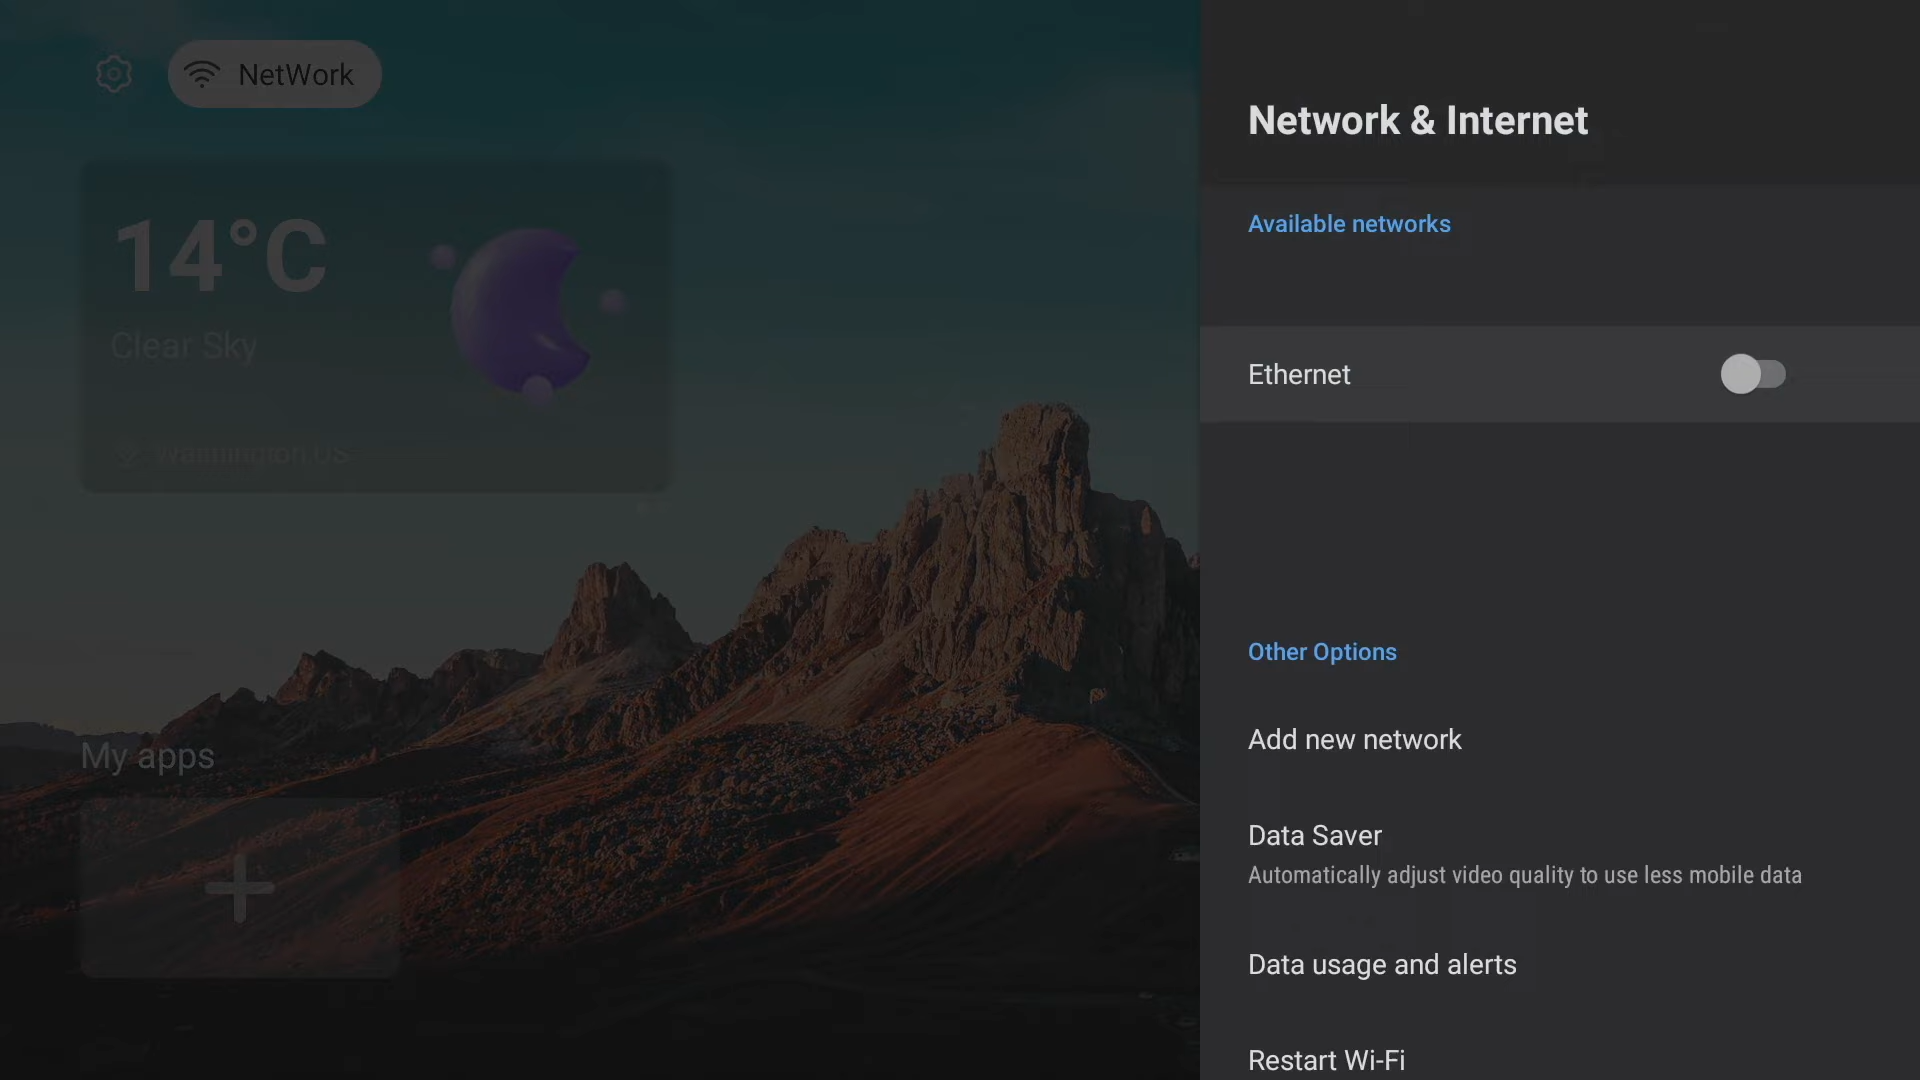 NetWork
14°C
Clear Sky
My apps
Network & Internet
Available networks
Ethernet
Other Options
Add new network
Data Saver
Automatically adjust video quality to use less mobile data
Data usage and alerts
Restart Wi-Fi